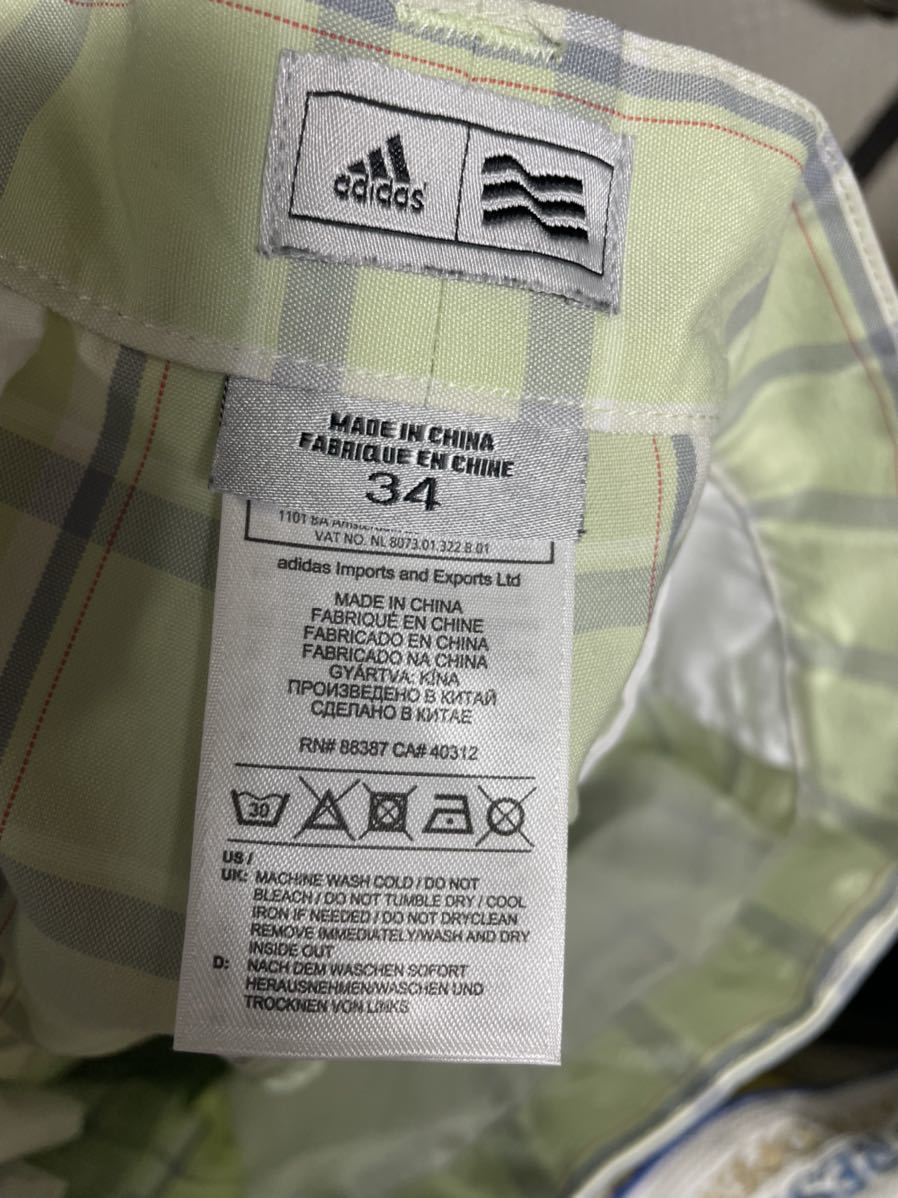 adidas
MADE IN CHINA
FABRIQUE EN CHINE
34
1101 BA
VAT NO. NL 8073.01.322.B.01
adidas Imports and Exports Ltd
MADE IN CHINA
FABRIQUÉ EN CHINE
FABRICADO EN CHINA
FABRICADO NA CHINA
GYÁRTVA: KÍNA
ПРОИЗВЕДЕНО В КИТАЙ
СДЕЛАНО В КИТАЕ
RN# 88387 CA# 40312
30
US /
UK: MACHINE WASH COLD / DO NOT
BLEACH / DO NOT TUMBLE DRY / COOL
IRON IF NEEDED / DO NOT DRYCLEAN
REMOVE IMMEDIATELY/WASH AND DRY
INSIDE OUT
D: NACH DEM WASCHEN SOFORT
HERAUSNEHMEN/WASCHEN UND
TROCKNEN VON LINKS